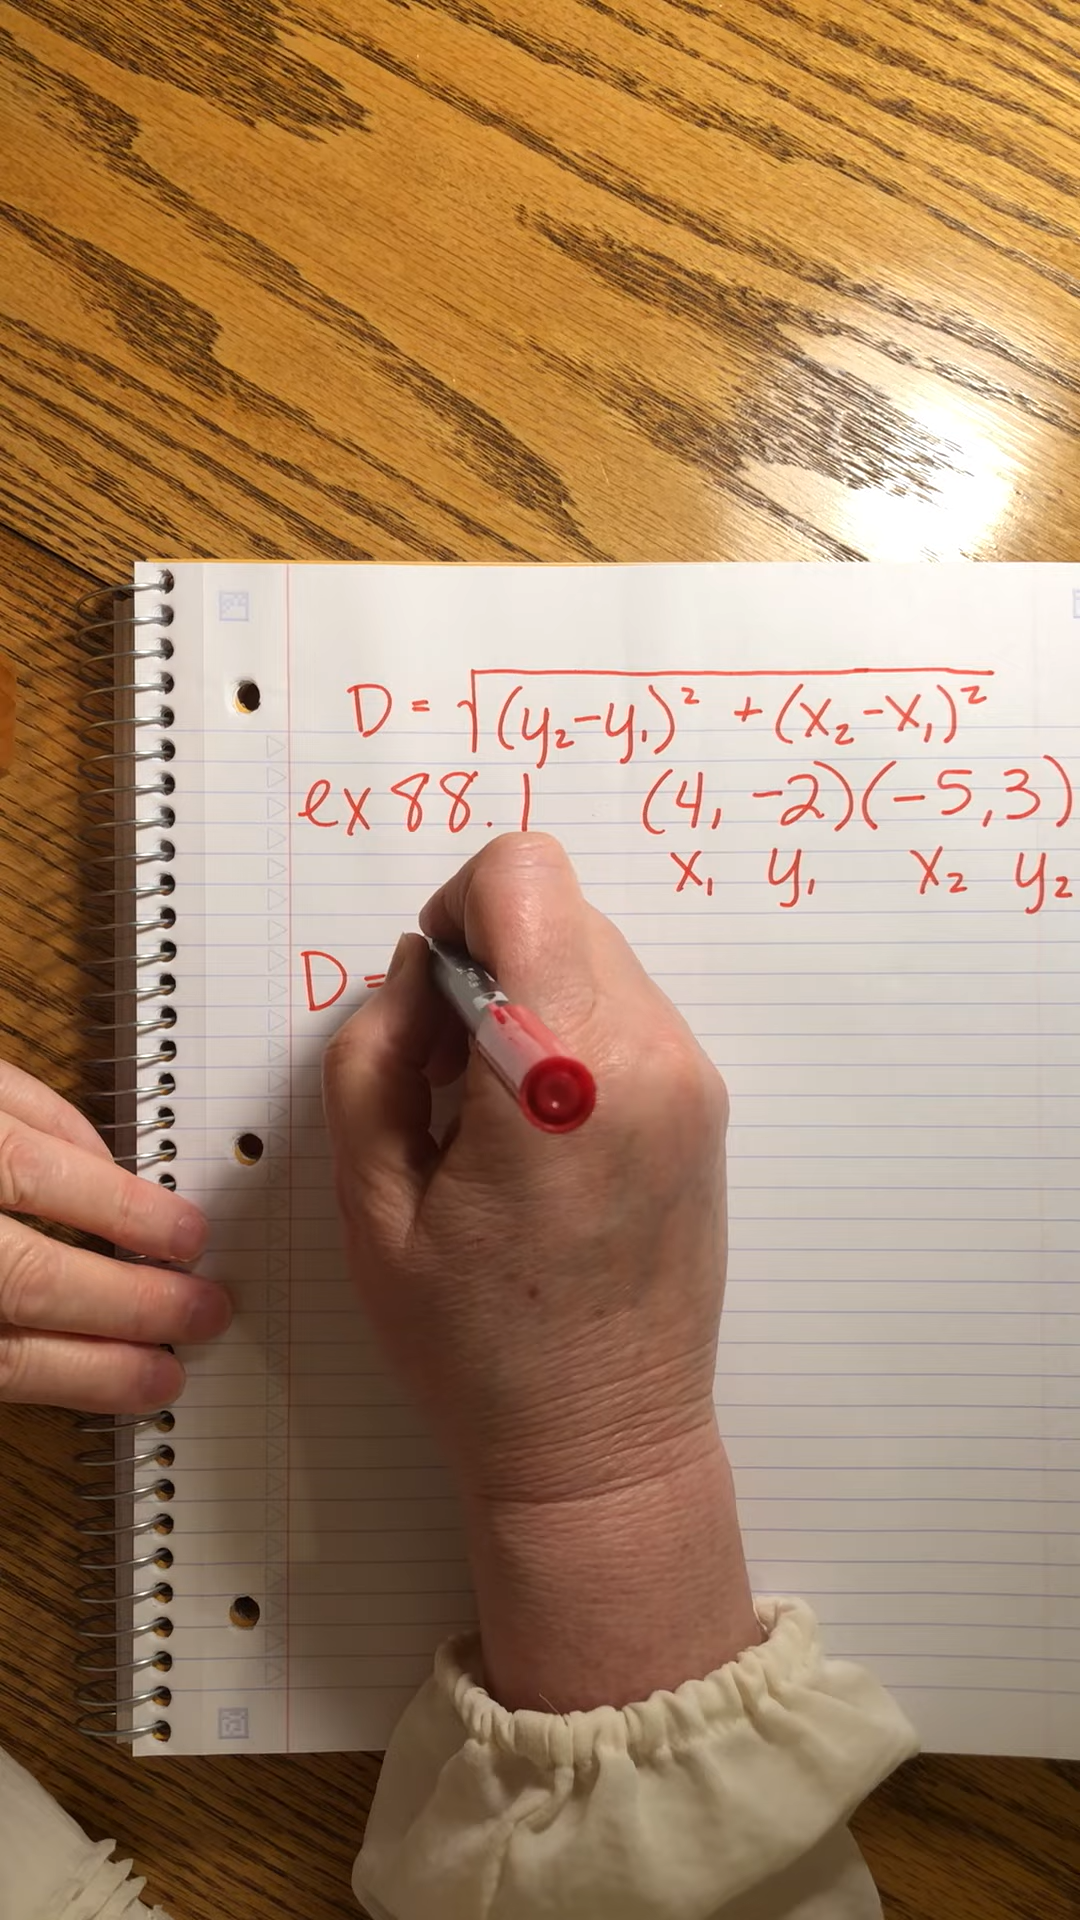 D = √(y₂-y₁)² + (x₂-x₁)²
ex 88.1 (4, -2)(-5,3)
x₁ y₁ x₂ y₂
D =